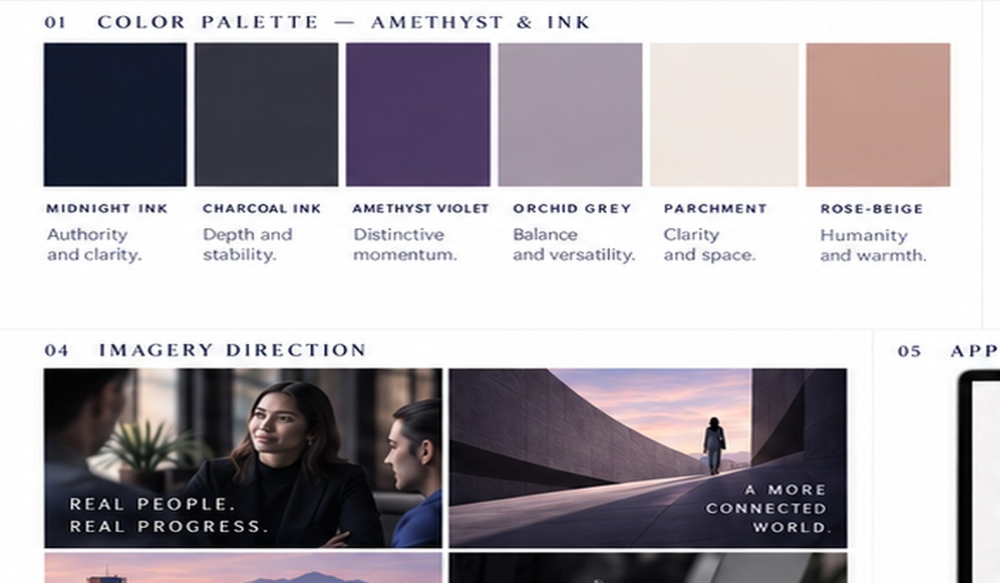 01 COLOR PALETTE — AMETHYST & INK
MIDNIGHT INK
Authority
and clarity.
CHARCOAL INK
Depth and
stability.
AMETHYST VIOLET
Distinctive
momentum.
ORCHID GREY
Balance
and versatility.
PARCHMENT
Clarity
and space.
ROSE-BEIGE
Humanity
and warmth.
04 IMAGERY DIRECTION
REAL PEOPLE.
REAL PROGRESS.
A MORE
CONNECTED
WORLD.
05 APP